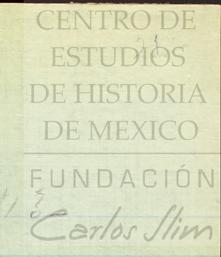 CENTRO DE
ESTUDIOS
DE HISTORIA
DE MEXICO
FUNDACIÓN
Carlos Slim